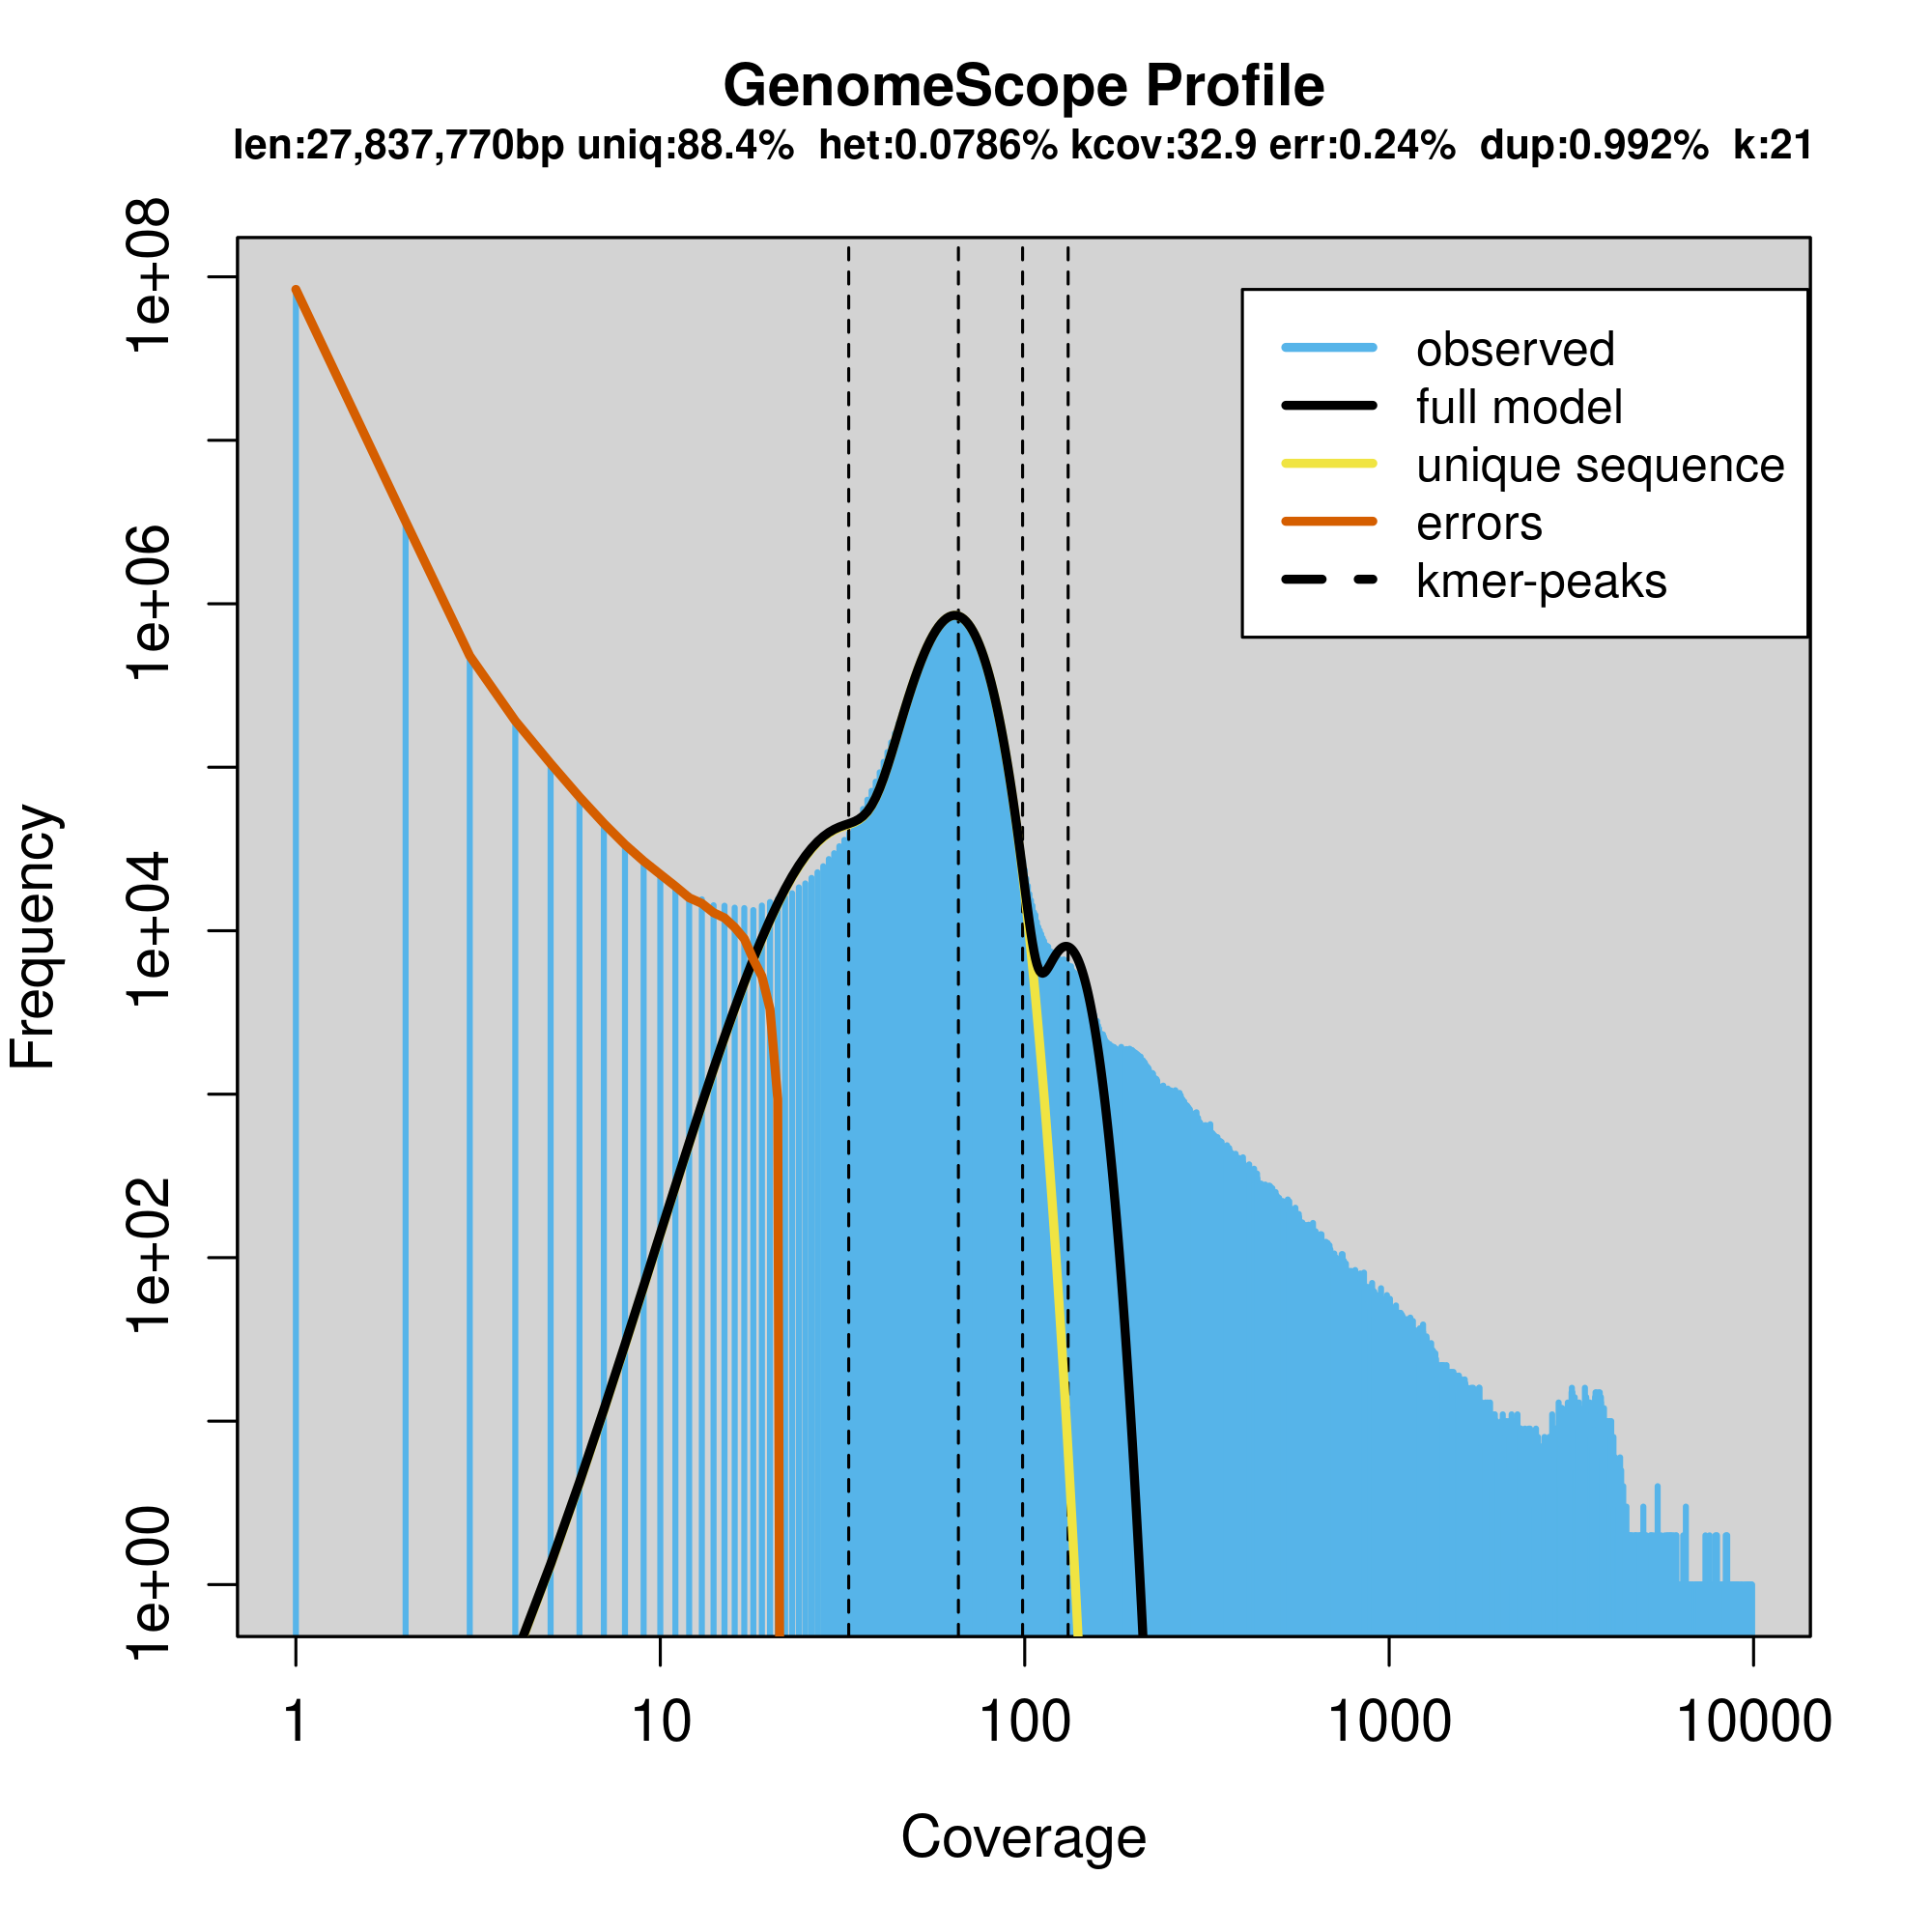 GenomeScope Profile
len:27,837,770bp uniq:88.4% het:0.0786% kcov:32.9 err:0.24% dup:0.992% k:21
1e+08
1e+06
1e+04
1e+02
1e+00
Frequency
observed
full model
unique sequence
errors
kmer-peaks
1 10 100 1000 10000
Coverage